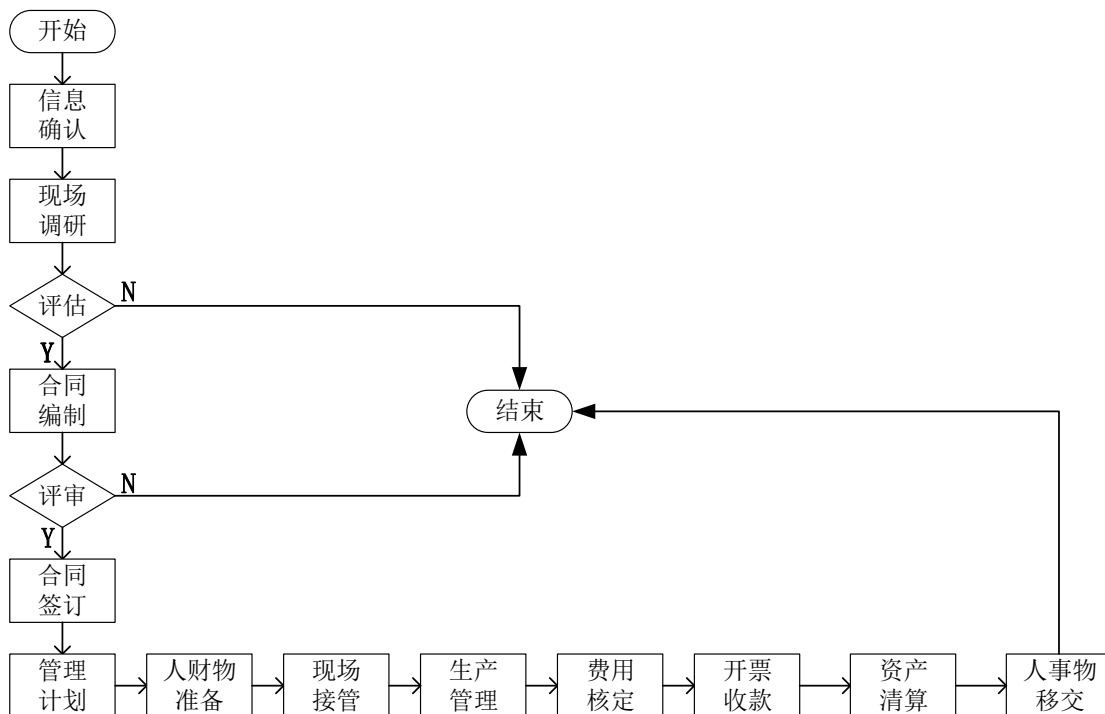 开始
信息
确认
现场
调研
评估
N
Y
合同
编制
结束
评审
N
Y
合同
签订
管理
计划
人财物
准备
现场
接管
生产
管理
费用
核定
开票
收款
资产
清算
人事物
移交